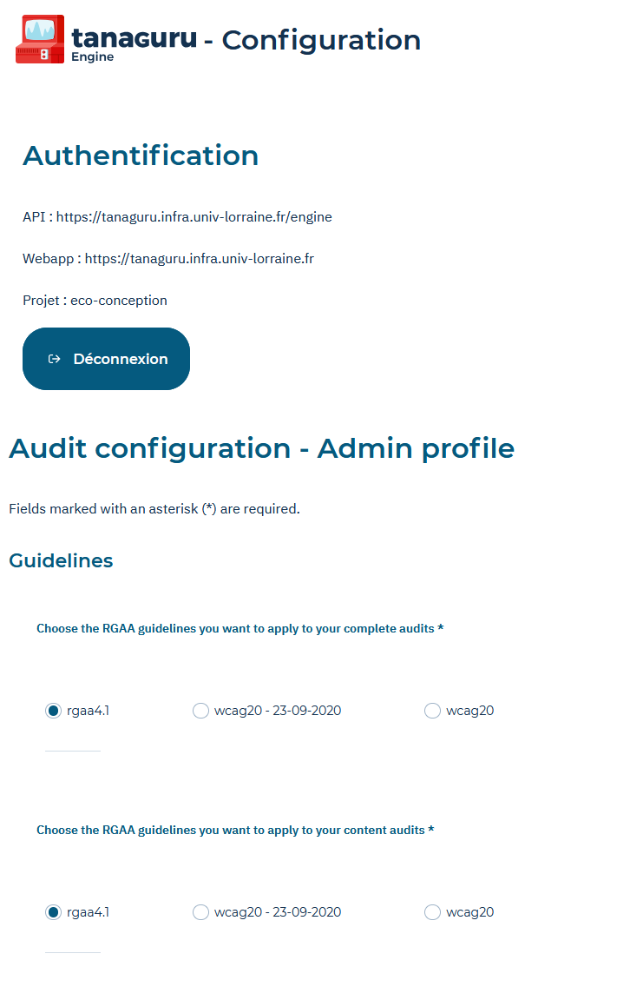 tanaguru - Configuration
Engine
Authentification
API : https://tanaguru.infra.univ-lorraine.fr/engine
Webapp : https://tanaguru.infra.univ-lorraine.fr
Projet : eco-conception
Déconnexion
Audit configuration - Admin profile
Fields marked with an asterisk (*) are required.
Guidelines
Choose the RGAA guidelines you want to apply to your complete audits *
rgaa4.1 wcag20 - 23-09-2020 wcag20
Choose the RGAA guidelines you want to apply to your content audits *
rgaa4.1 wcag20 - 23-09-2020 wcag20